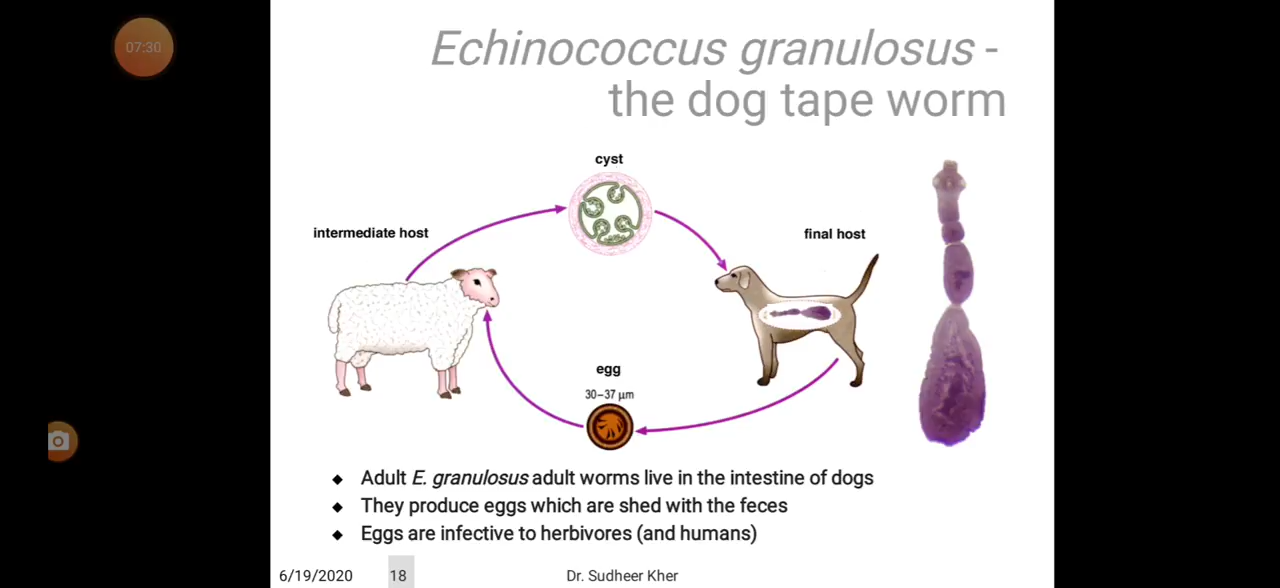 07:30
Echinococcus granulosus -
the dog tape worm
cyst
intermediate host
final host
egg
30–37 µm
◆ Adult E. granulosus adult worms live in the intestine of dogs
◆ They produce eggs which are shed with the feces
◆ Eggs are infective to herbivores (and humans)
6/19/2020 18 Dr. Sudheer Kher